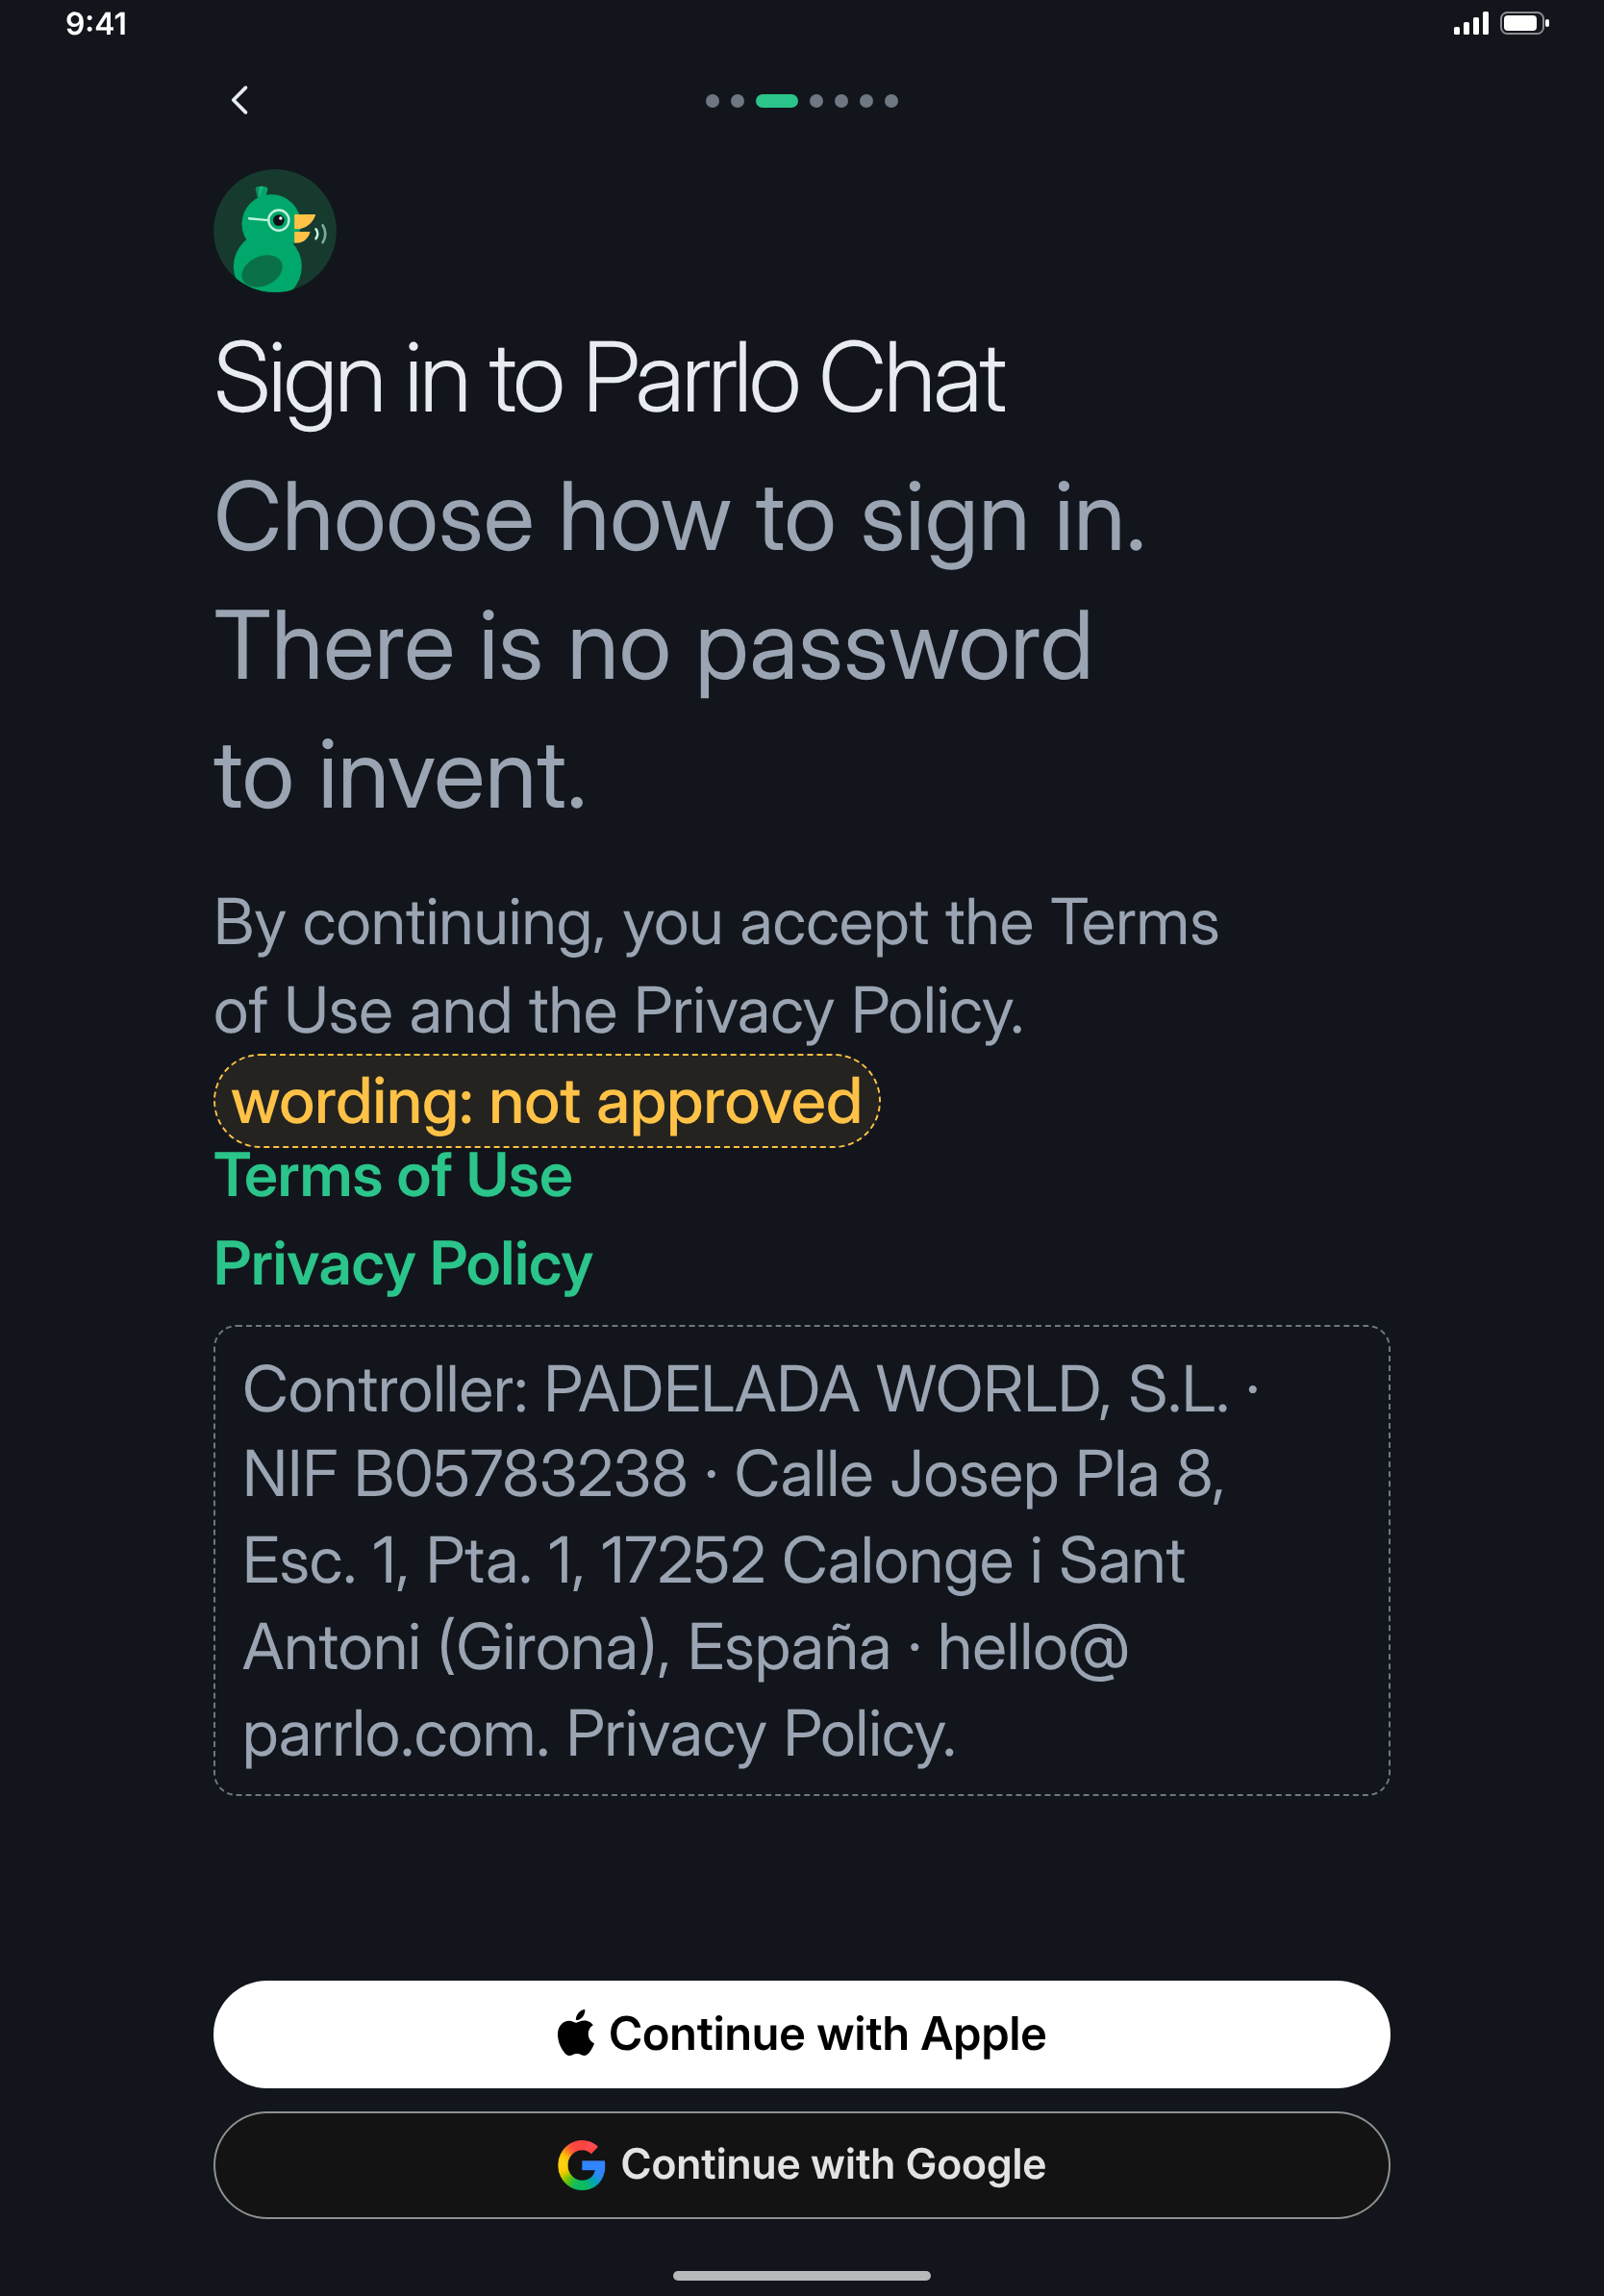 9:41
Sign in to Parrlo Chat
Choose how to sign in.
There is no password
to invent.
By continuing, you accept the Terms
of Use and the Privacy Policy.
wording: not approved
Terms of Use
Privacy Policy
Controller: PADELADA WORLD, S.L. ·
NIF B05783238 · Calle Josep Pla 8,
Esc. 1, Pta. 1, 17252 Calonge i Sant
Antoni (Girona), España · hello@
parrlo.com. Privacy Policy.
Continue with Apple
Continue with Google